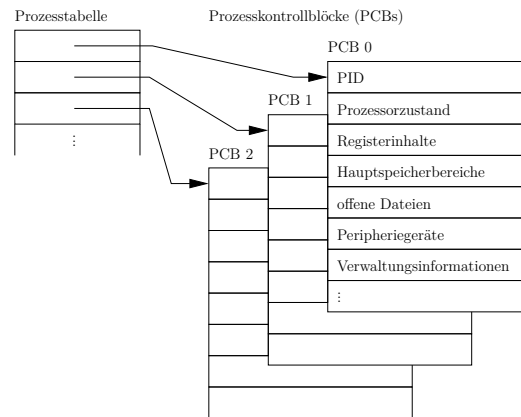 Prozesstabelle
Prozesskontrollblöcke (PCBs)
PCB 0
PID
PCB 1
Prozessorzustand
Registerinhalte
PCB 2
Hauptspeicherbereiche
offene Dateien
Peripheriegeräte
Verwaltungsinformationen
⋮
⋮